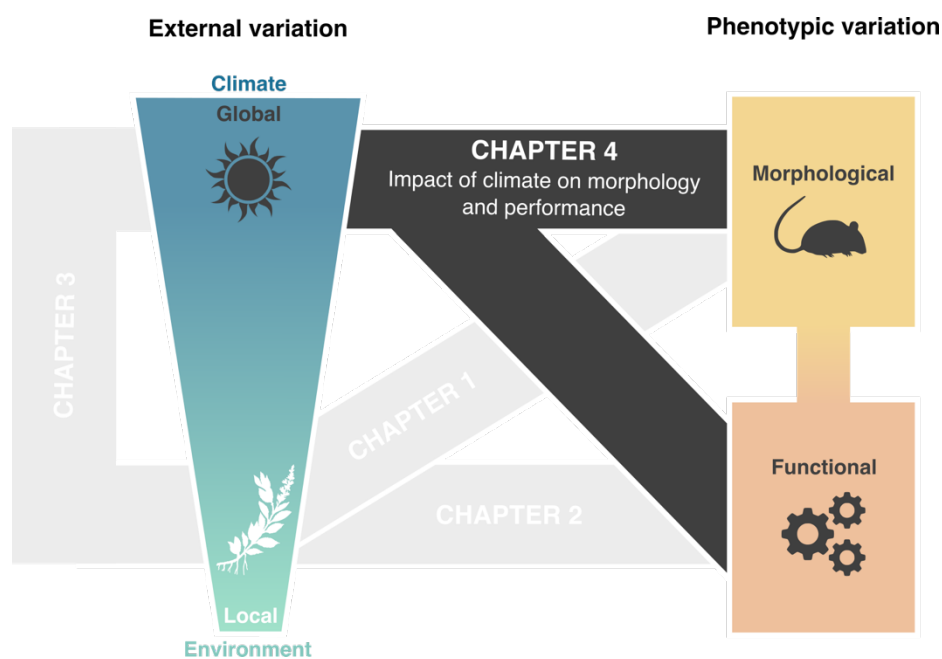 External variation
Phenotypic variation
Climate
Global
CHAPTER 4
Impact of climate on morphology
and performance
Morphological
CHAPTER 3
CHAPTER 1
Functional
CHAPTER 2
Local
Environment